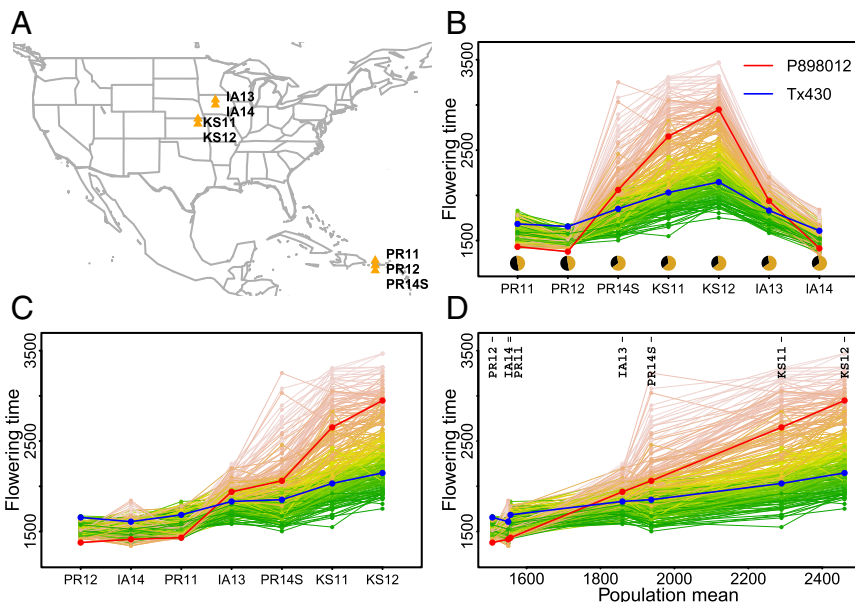 A
IA13
IA14
KS11
KS12
PR11
PR12
PR14S
B
Flowering time
3500
2500
1500
P898012
Tx430
PR11 PR12 PR14S KS11 KS12 IA13 IA14
C
Flowering time
3500
2500
1500
PR12 IA14 PR11 IA13 PR14S KS11 KS12
D
Flowering time
3500
2500
1500
PR12 –
IA14 –
PR11 –
IA13 –
PR14S –
KS11 –
KS12 –
1600 1800 2000 2200 2400
Population mean